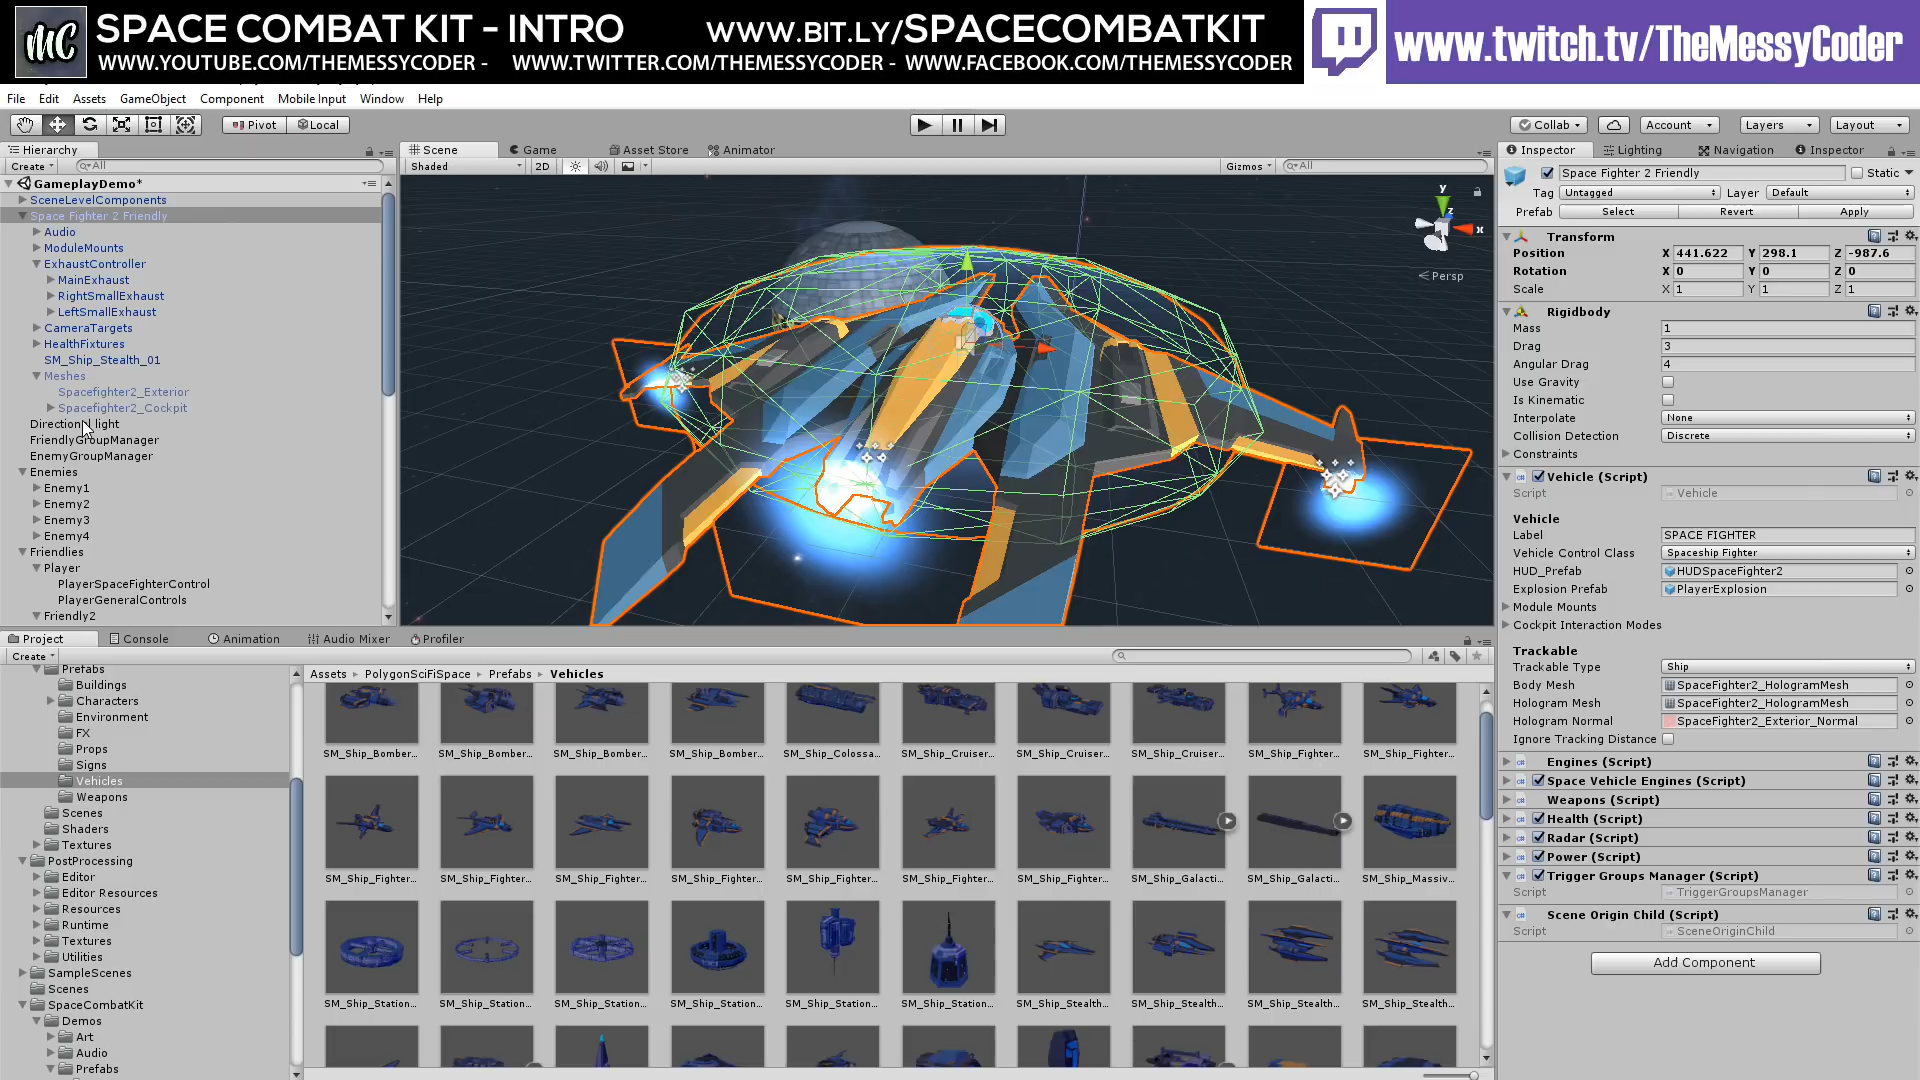 MC
SPACE COMBAT KIT - INTRO
WWW.BIT.LY/SPACECOMBATKIT
WWW.YOUTUBE.COM/THEMESSYCODER - WWW.TWITTER.COM/THEMESSYCODER - WWW.FACEBOOK.COM/THEMESSYCODER
www.twitch.tv/TheMessyCoder
File Edit Assets GameObject Component Mobile Input Window Help
Pivot Local
Collab Account Layers Layout
Hierarchy
Create All
GameplayDemo*
SceneLevelComponents
Space Fighter 2 Friendly
Audio
ModuleMounts
ExhaustController
MainExhaust
RightSmallExhaust
LeftSmallExhaust
CameraTargets
HealthFixtures
SM_Ship_Stealth_01
Meshes
Spacefighter2_Exterior
Spacefighter2_Cockpit
Directional light
FriendlyGroupManager
EnemyGroupManager
Enemies
Enemy1
Enemy2
Enemy3
Enemy4
Friendlies
Player
PlayerSpaceFighterControl
PlayerGeneralControls
Friendly2
Scene Game Asset Store Animator
Shaded 2D Gizmos All
y
z
x
Persp
Inspector Lighting Navigation Inspector
Space Fighter 2 Friendly Static
Tag Untagged Layer Default
Prefab Select Revert Apply
Transform
Position X 441.622 Y 298.1 Z -987.6
Rotation X 0 Y 0 Z 0
Scale X 1 Y 1 Z 1
Rigidbody
Mass 1
Drag 3
Angular Drag 4
Use Gravity
Is Kinematic
Interpolate None
Collision Detection Discrete
Constraints
Vehicle (Script)
Script Vehicle
Vehicle
Label SPACE FIGHTER
Vehicle Control Class Spaceship Fighter
HUD_Prefab HUDSpaceFighter2
Explosion Prefab PlayerExplosion
Module Mounts
Cockpit Interaction Modes
Trackable
Trackable Type Ship
Body Mesh SpaceFighter2_HologramMesh
Hologram Mesh SpaceFighter2_HologramMesh
Hologram Normal SpaceFighter2_Exterior_Normal
Ignore Tracking Distance
Engines (Script)
Space Vehicle Engines (Script)
Weapons (Script)
Health (Script)
Radar (Script)
Power (Script)
Trigger Groups Manager (Script)
Script TriggerGroupsManager
Scene Origin Child (Script)
Script SceneOriginChild
Add Component
Project Console Animation Audio Mixer Profiler
Create
Prefabs
Buildings
Characters
Environment
FX
Props
Signs
Vehicles
Weapons
Scenes
Shaders
Textures
PostProcessing
Editor
Editor Resources
Resources
Runtime
Textures
Utilities
SampleScenes
Scenes
SpaceCombatKit
Demos
Art
Audio
Prefabs
Assets PolygonSciFiSpace Prefabs Vehicles
SM_Ship_Bomber... SM_Ship_Bomber... SM_Ship_Bomber... SM_Ship_Bomber... SM_Ship_Colossa... SM_Ship_Cruiser... SM_Ship_Cruiser... SM_Ship_Cruiser... SM_Ship_Fighter... SM_Ship_Fighter...
SM_Ship_Fighter... SM_Ship_Fighter... SM_Ship_Fighter... SM_Ship_Fighter... SM_Ship_Fighter... SM_Ship_Fighter... SM_Ship_Fighter... SM_Ship_Galacti... SM_Ship_Galacti... SM_Ship_Massiv...
SM_Ship_Station... SM_Ship_Station... SM_Ship_Station... SM_Ship_Station... SM_Ship_Station... SM_Ship_Station... SM_Ship_Stealth... SM_Ship_Stealth... SM_Ship_Stealth... SM_Ship_Stealth...